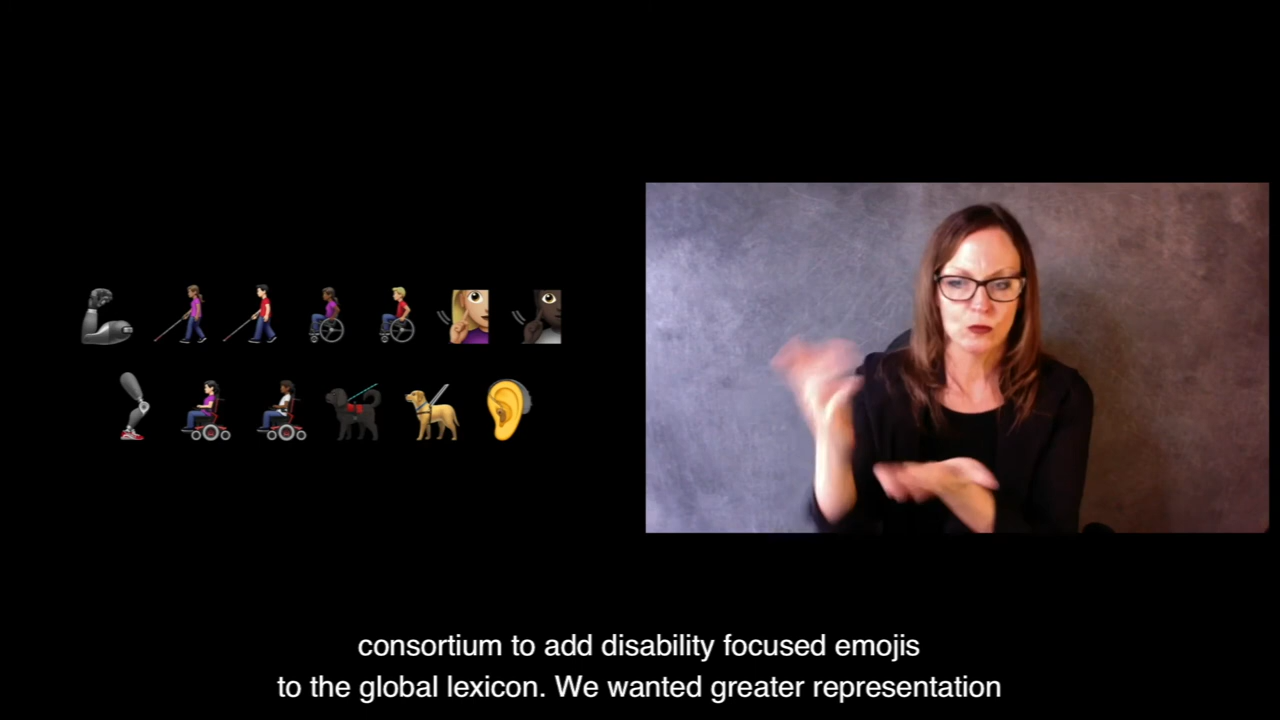 consortium to add disability focused emojis
to the global lexicon. We wanted greater representation